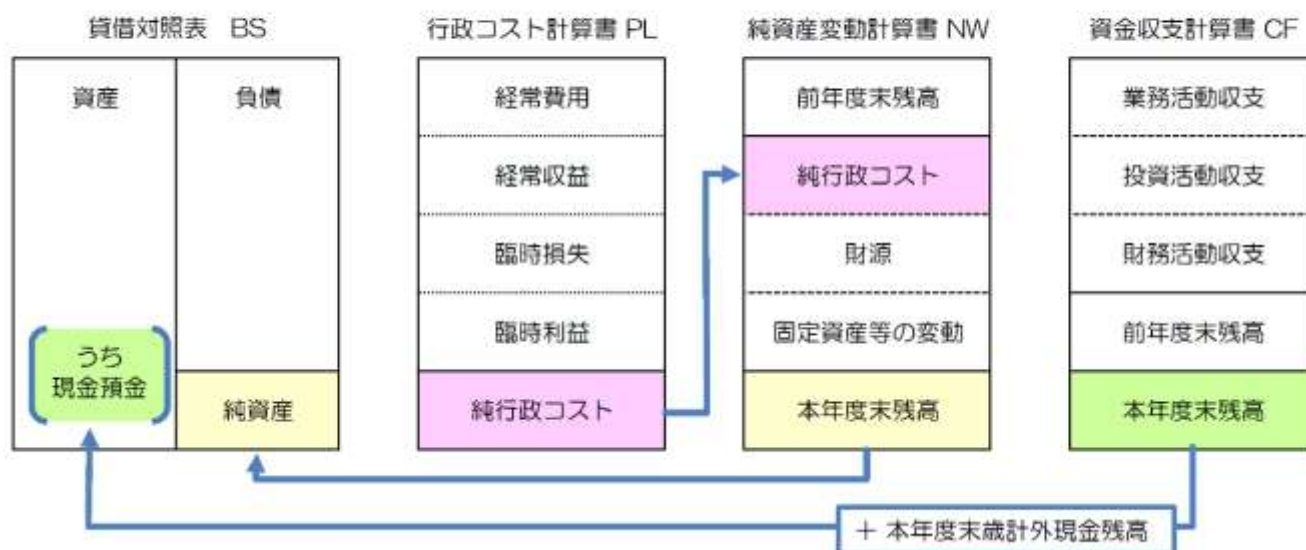 貸借対照表　BS
資産
負債
うち
現金預金
純資産
行政コスト計算書 PL
経常費用
経常収益
臨時損失
臨時利益
純行政コスト
純資産変動計算書 NW
前年度末残高
純行政コスト
財源
固定資産等の変動
本年度末残高
資金収支計算書 CF
業務活動収支
投資活動収支
財務活動収支
前年度末残高
本年度末残高
＋ 本年度末歳計外現金残高